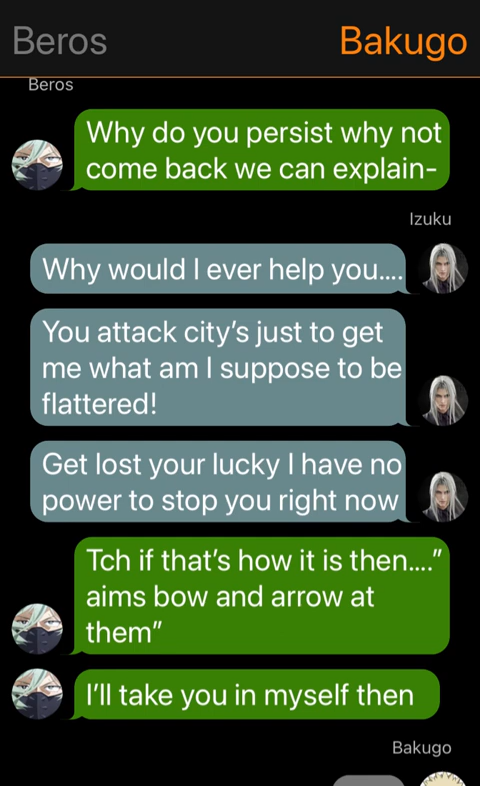 Beros Bakugo
Beros
Why do you persist why not
come back we can explain-
Izuku
Why would I ever help you....
You attack city's just to get
me what am I suppose to be
flattered!
Get lost your lucky I have no
power to stop you right now
Tch if that's how it is then...."
aims bow and arrow at
them"
I'll take you in myself then
Bakugo